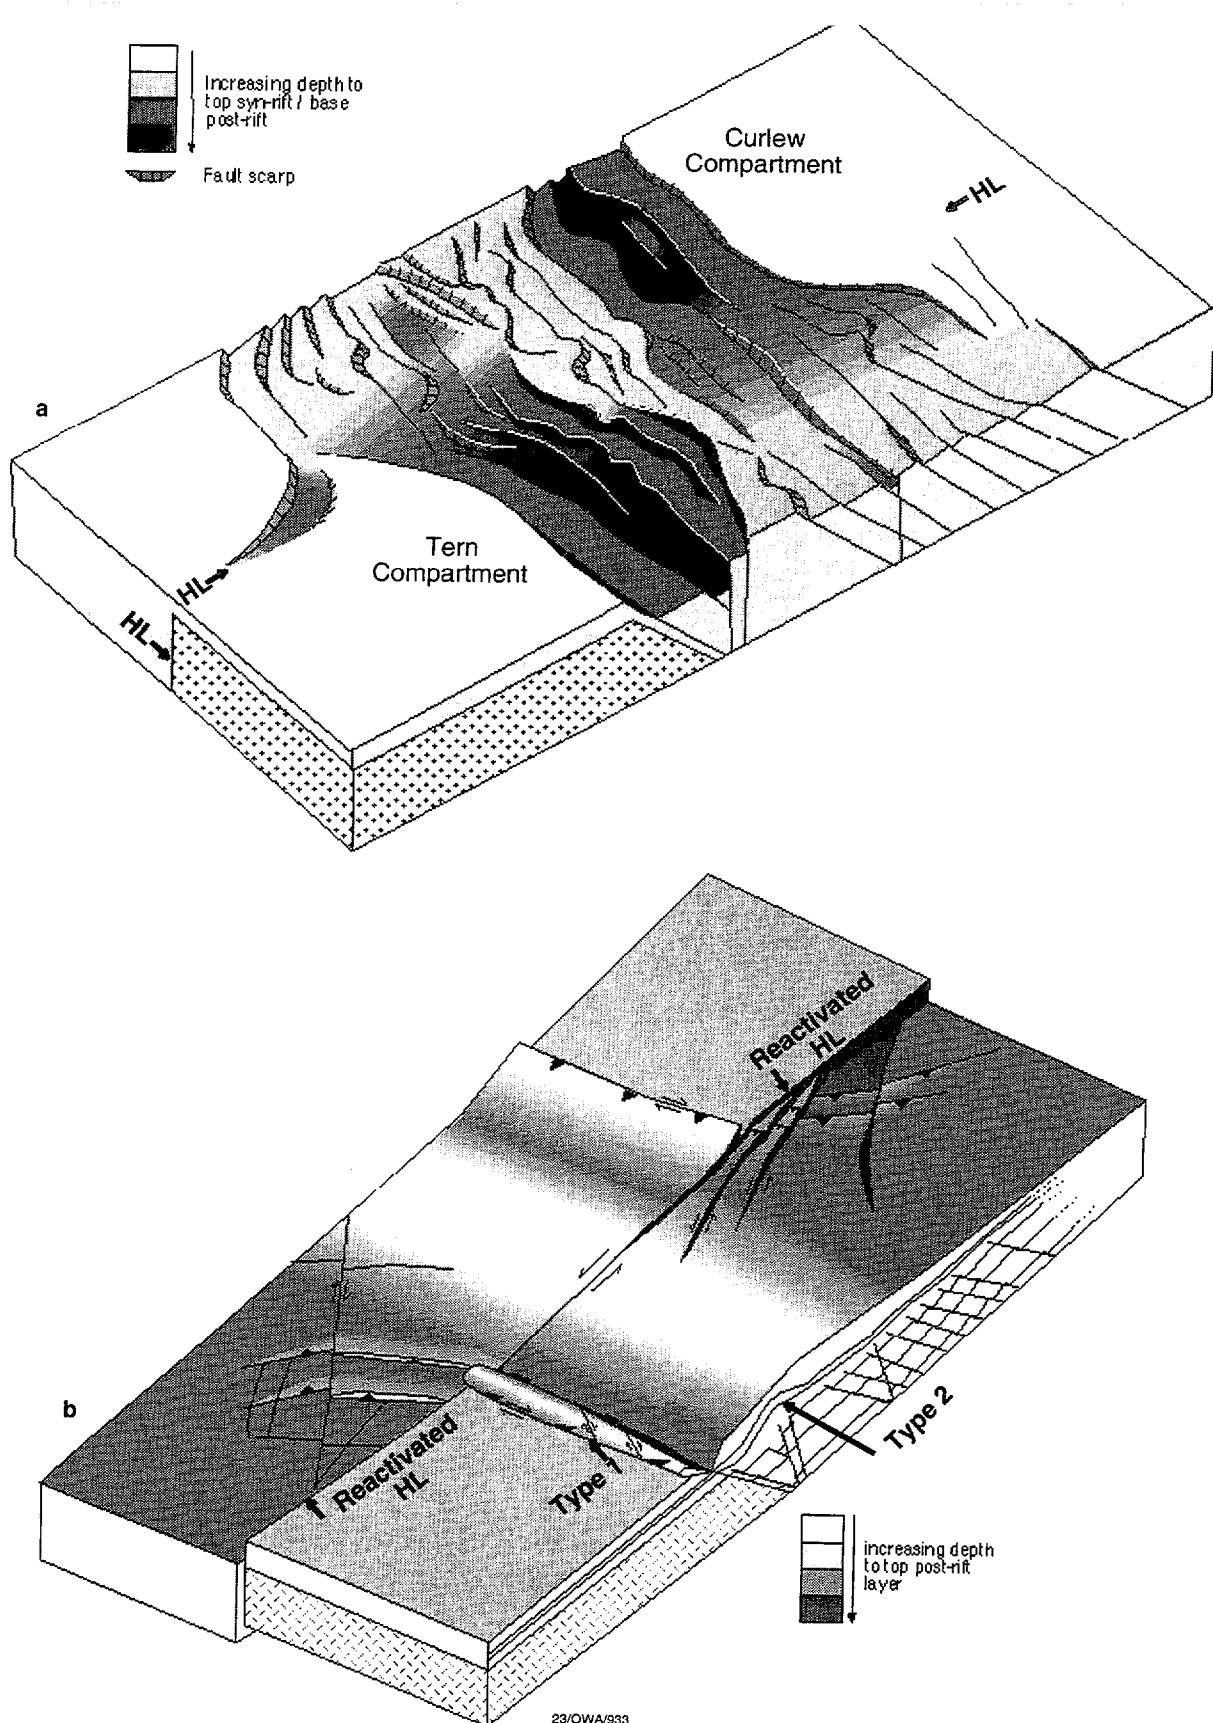 Increasing depth to
top syn-rift / base
post-rift
Fault scarp
Curlew
Compartment
HL
a
Tern
Compartment
HL
HL
Reactivated
HL
b
Reactivated
HL
Type 1
Type 2
increasing depth
to top post-rift
layer
23/OWA/933